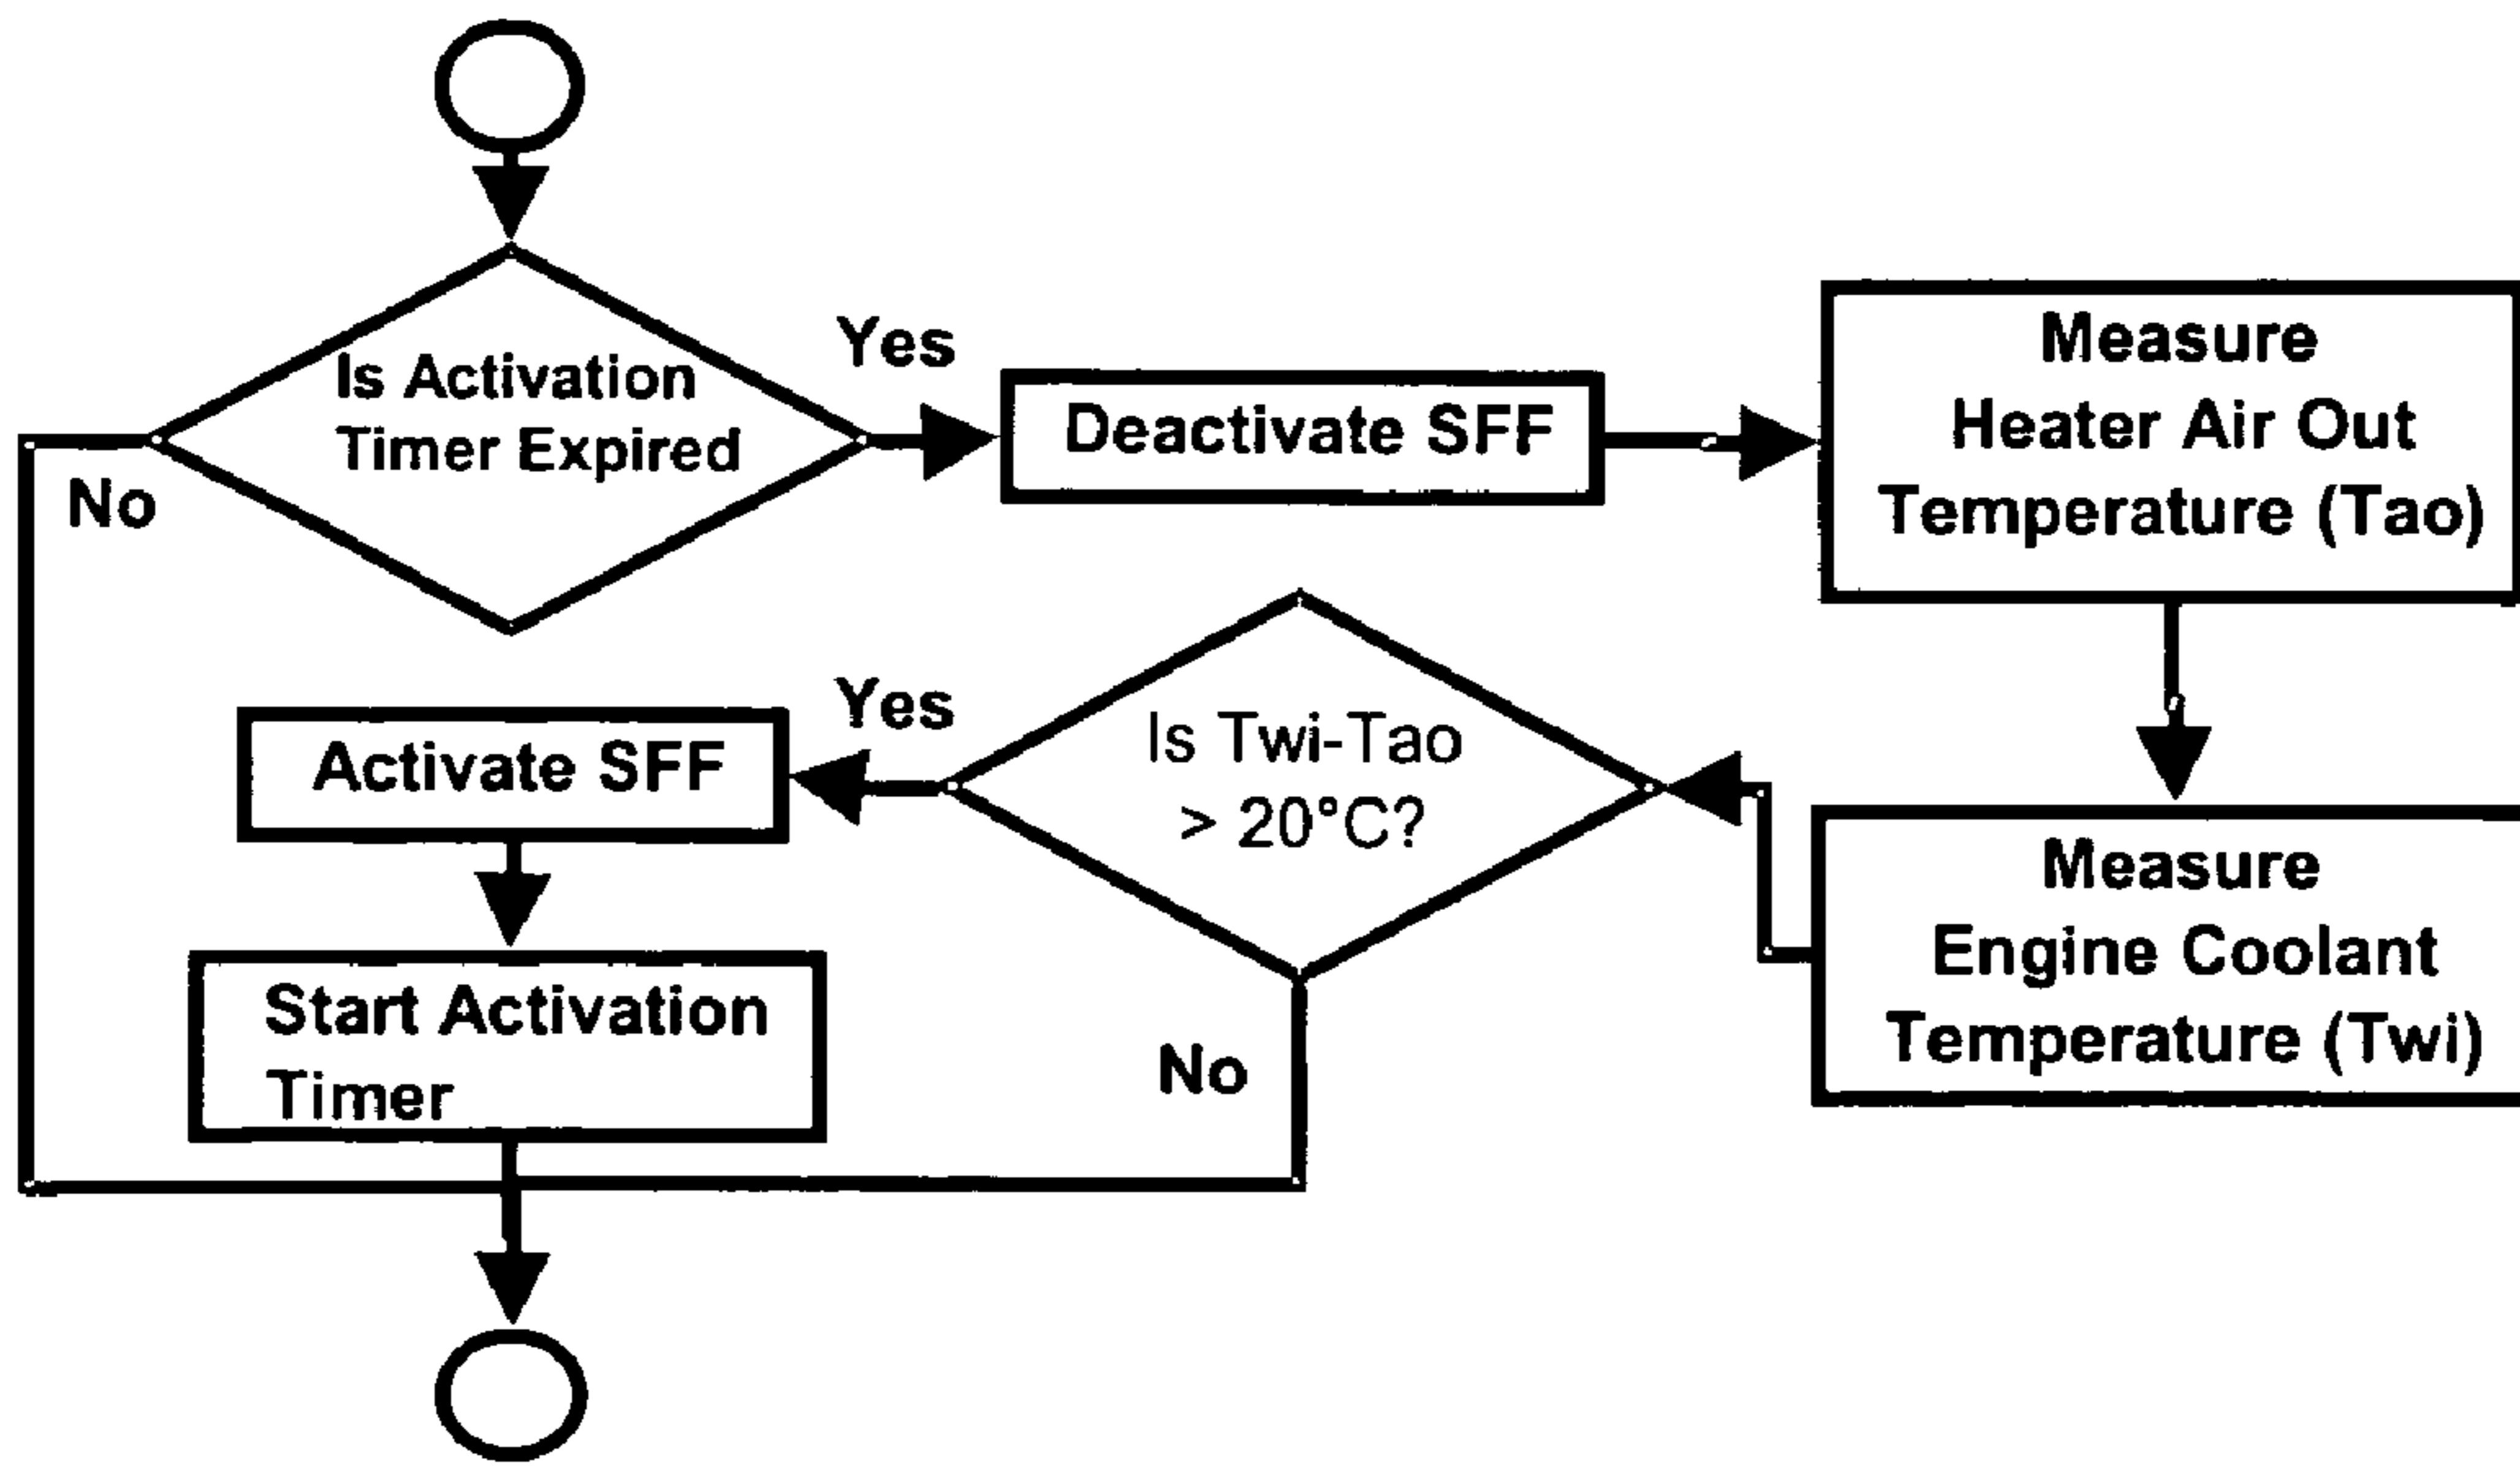 Is Activation
Timer Expired
Yes
No
Deactivate SFF
Measure
Heater Air Out
Temperature (Tao)
Measure
Engine Coolant
Temperature (Twi)
Is Twi-Tao
> 20°C?
Yes
No
Activate SFF
Start Activation
Timer